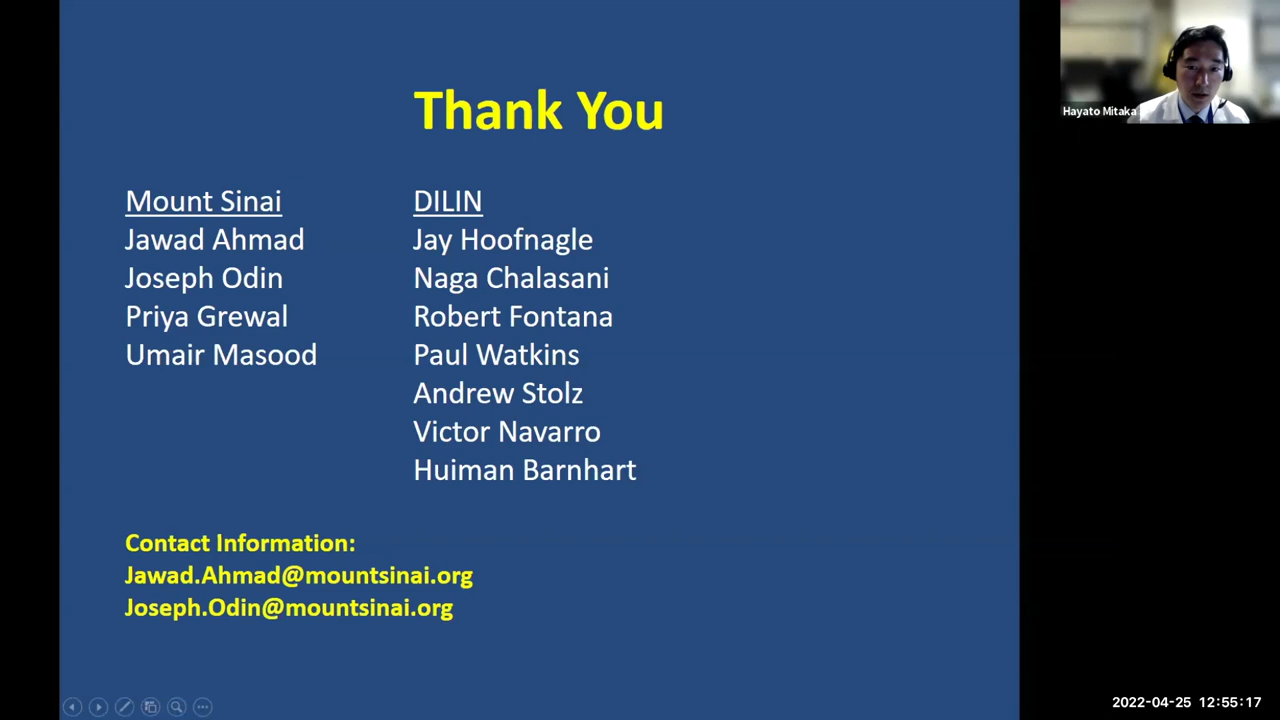 Thank You
Mount Sinai
Jawad Ahmad
Joseph Odin
Priya Grewal
Umair Masood
DILIN
Jay Hoofnagle
Naga Chalasani
Robert Fontana
Paul Watkins
Andrew Stolz
Victor Navarro
Huiman Barnhart
Contact Information:
Jawad.Ahmad@mountsinai.org
Joseph.Odin@mountsinai.org
Hayato Mitaka
2022-04-25 12:55:17